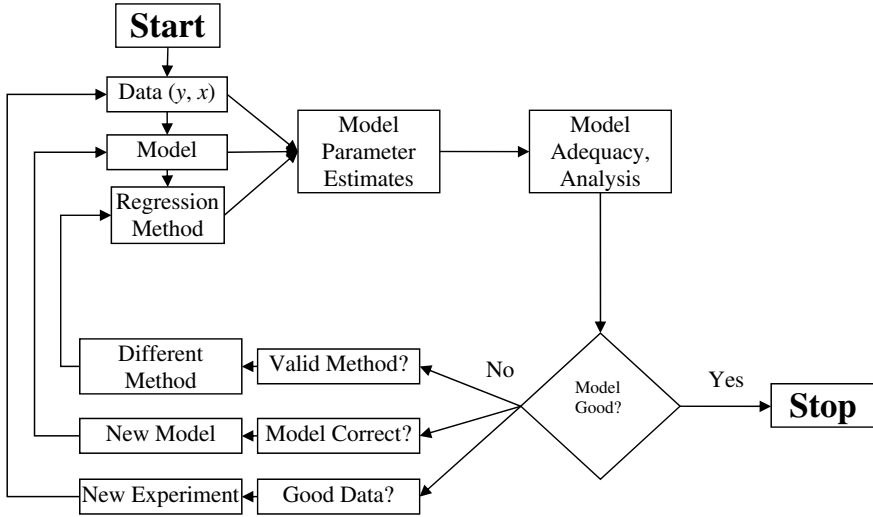 Start
Data (y, x)
Model
Regression
Method
Model
Parameter
Estimates
Model
Adequacy,
Analysis
Different
Method
Valid Method?
No
Model
Good?
Yes
Stop
New Model
Model Correct?
New Experiment
Good Data?